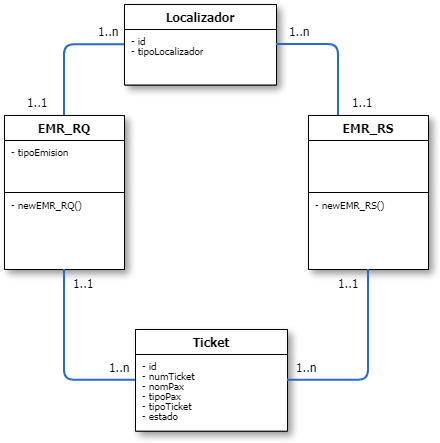 Localizador
- id
- tipoLocalizador
1..n
1..n
1..1
1..1
EMR_RQ
- tipoEmision
- newEMR_RQ()
EMR_RS
- newEMR_RS()
1..1
1..1
1..n
1..n
Ticket
- id
- numTicket
- nomPax
- tipoPax
- tipoTicket
- estado